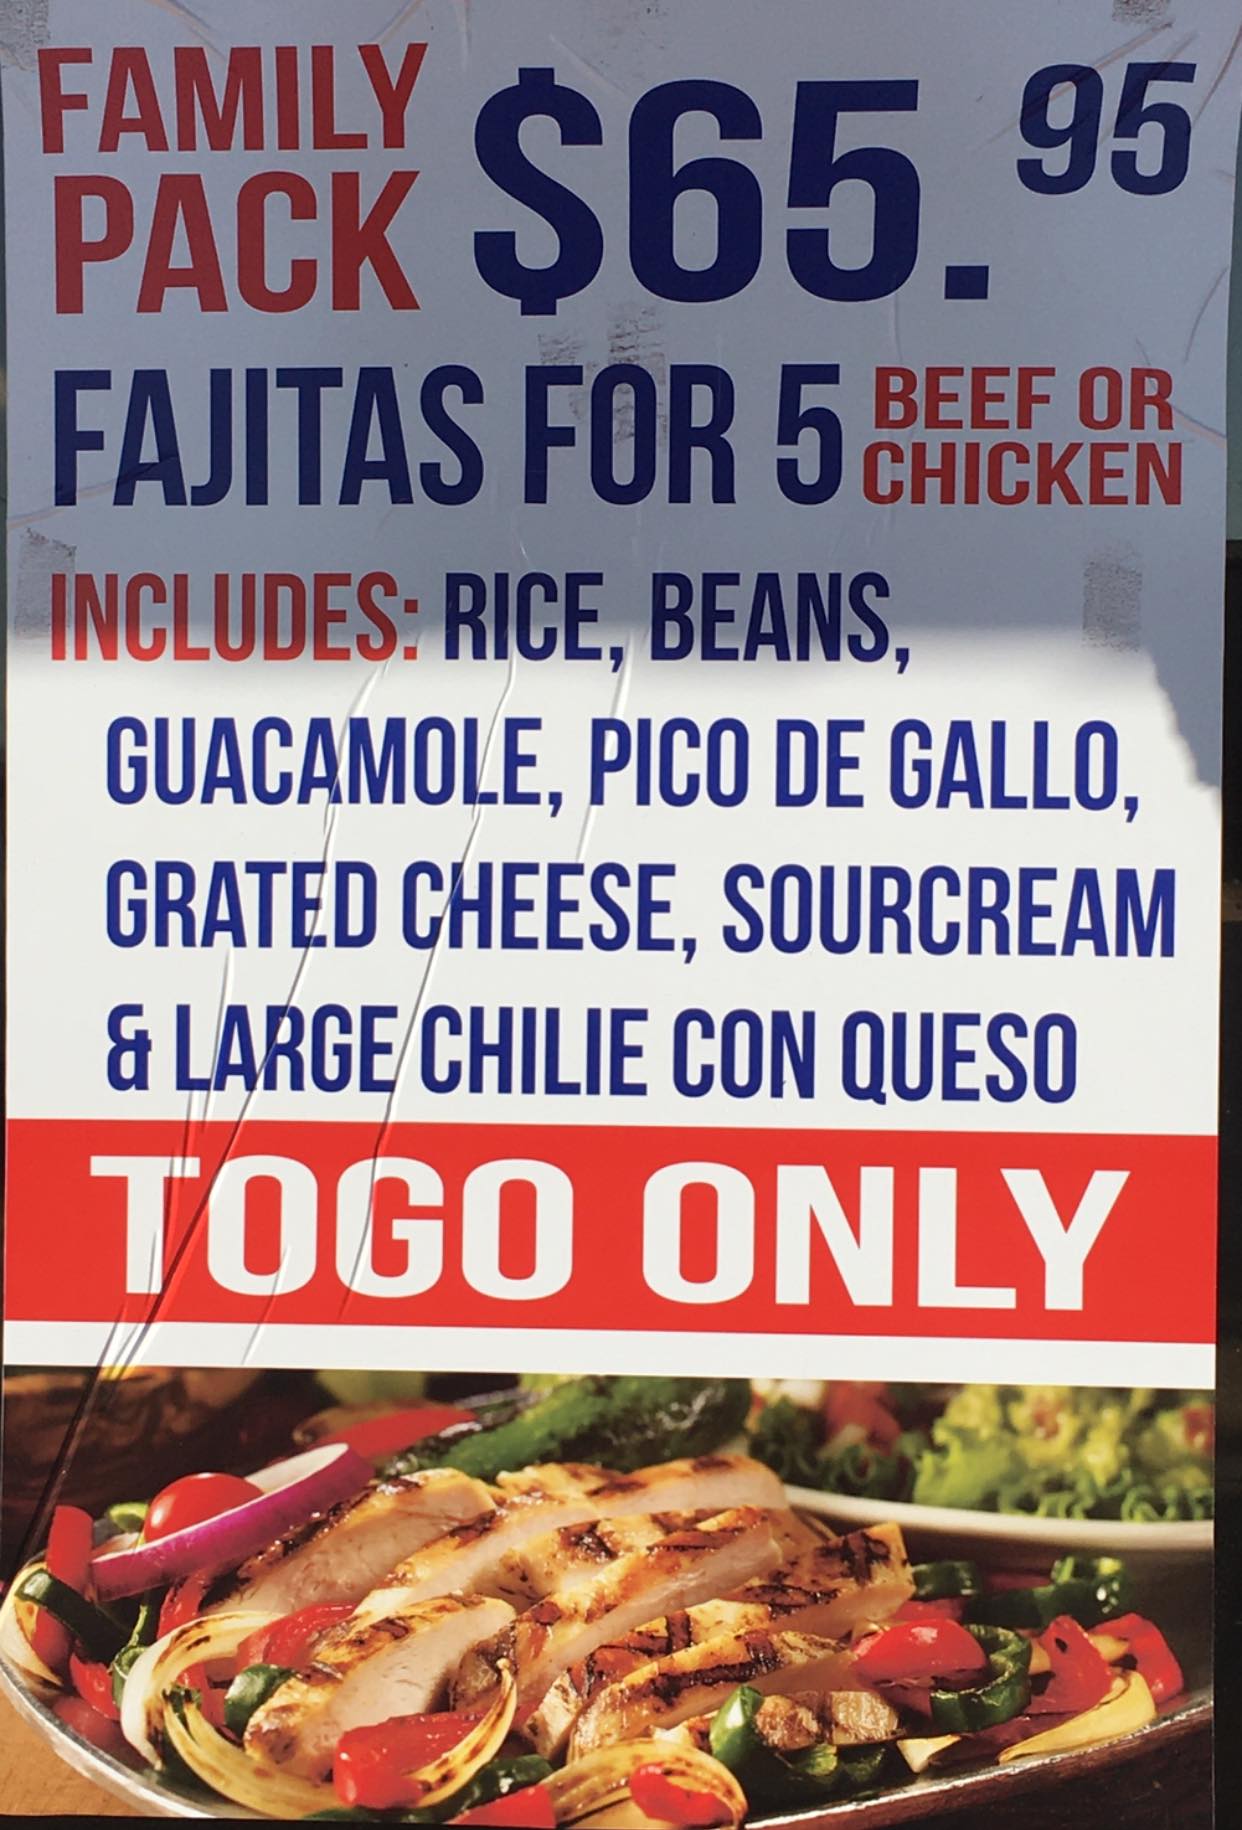 FAMILY
PACK
$65.95
FAJITAS FOR 5
BEEF OR
CHICKEN
INCLUDES: RICE, BEANS,
GUACAMOLE, PICO DE GALLO,
GRATED CHEESE, SOURCREAM
& LARGE CHILIE CON QUESO
TOGO ONLY